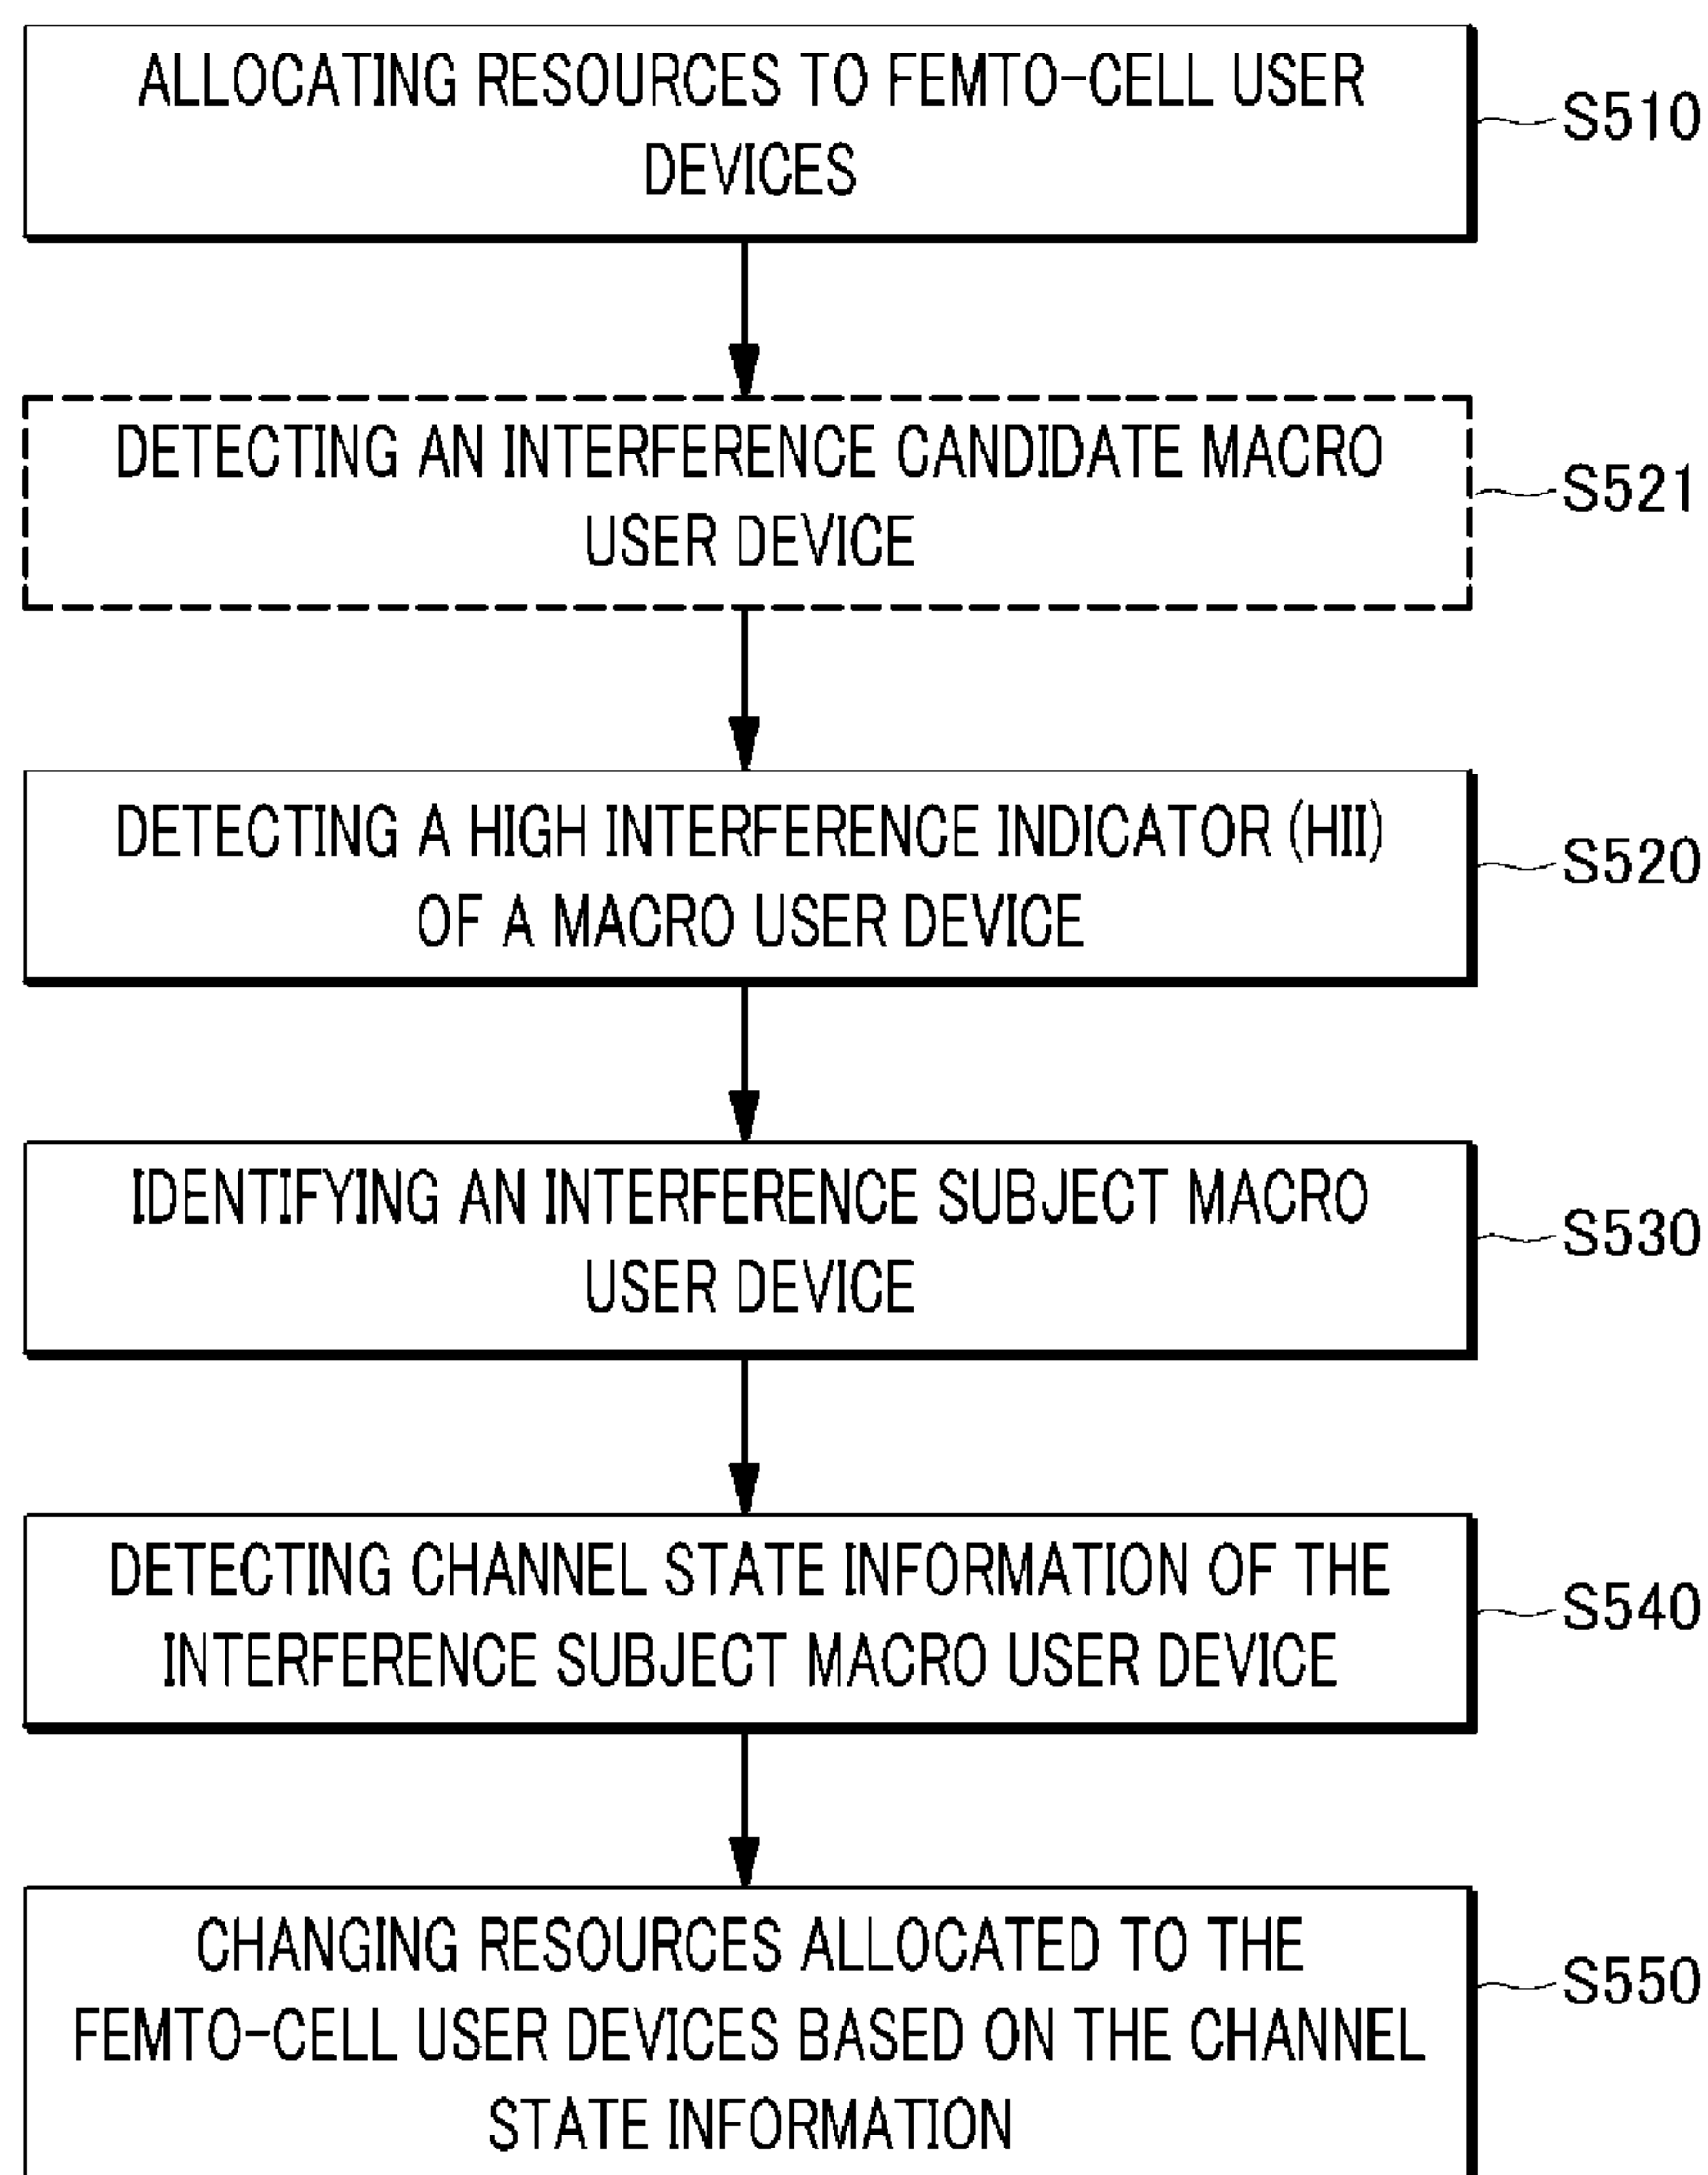 ALLOCATING RESOURCES TO FEMTO-CELL USER
DEVICES
S510
DETECTING AN INTERFERENCE CANDIDATE MACRO
USER DEVICE
S521
DETECTING A HIGH INTERFERENCE INDICATOR (HII)
OF A MACRO USER DEVICE
S520
IDENTIFYING AN INTERFERENCE SUBJECT MACRO
USER DEVICE
S530
DETECTING CHANNEL STATE INFORMATION OF THE
INTERFERENCE SUBJECT MACRO USER DEVICE
S540
CHANGING RESOURCES ALLOCATED TO THE
FEMTO-CELL USER DEVICES BASED ON THE CHANNEL
STATE INFORMATION
S550